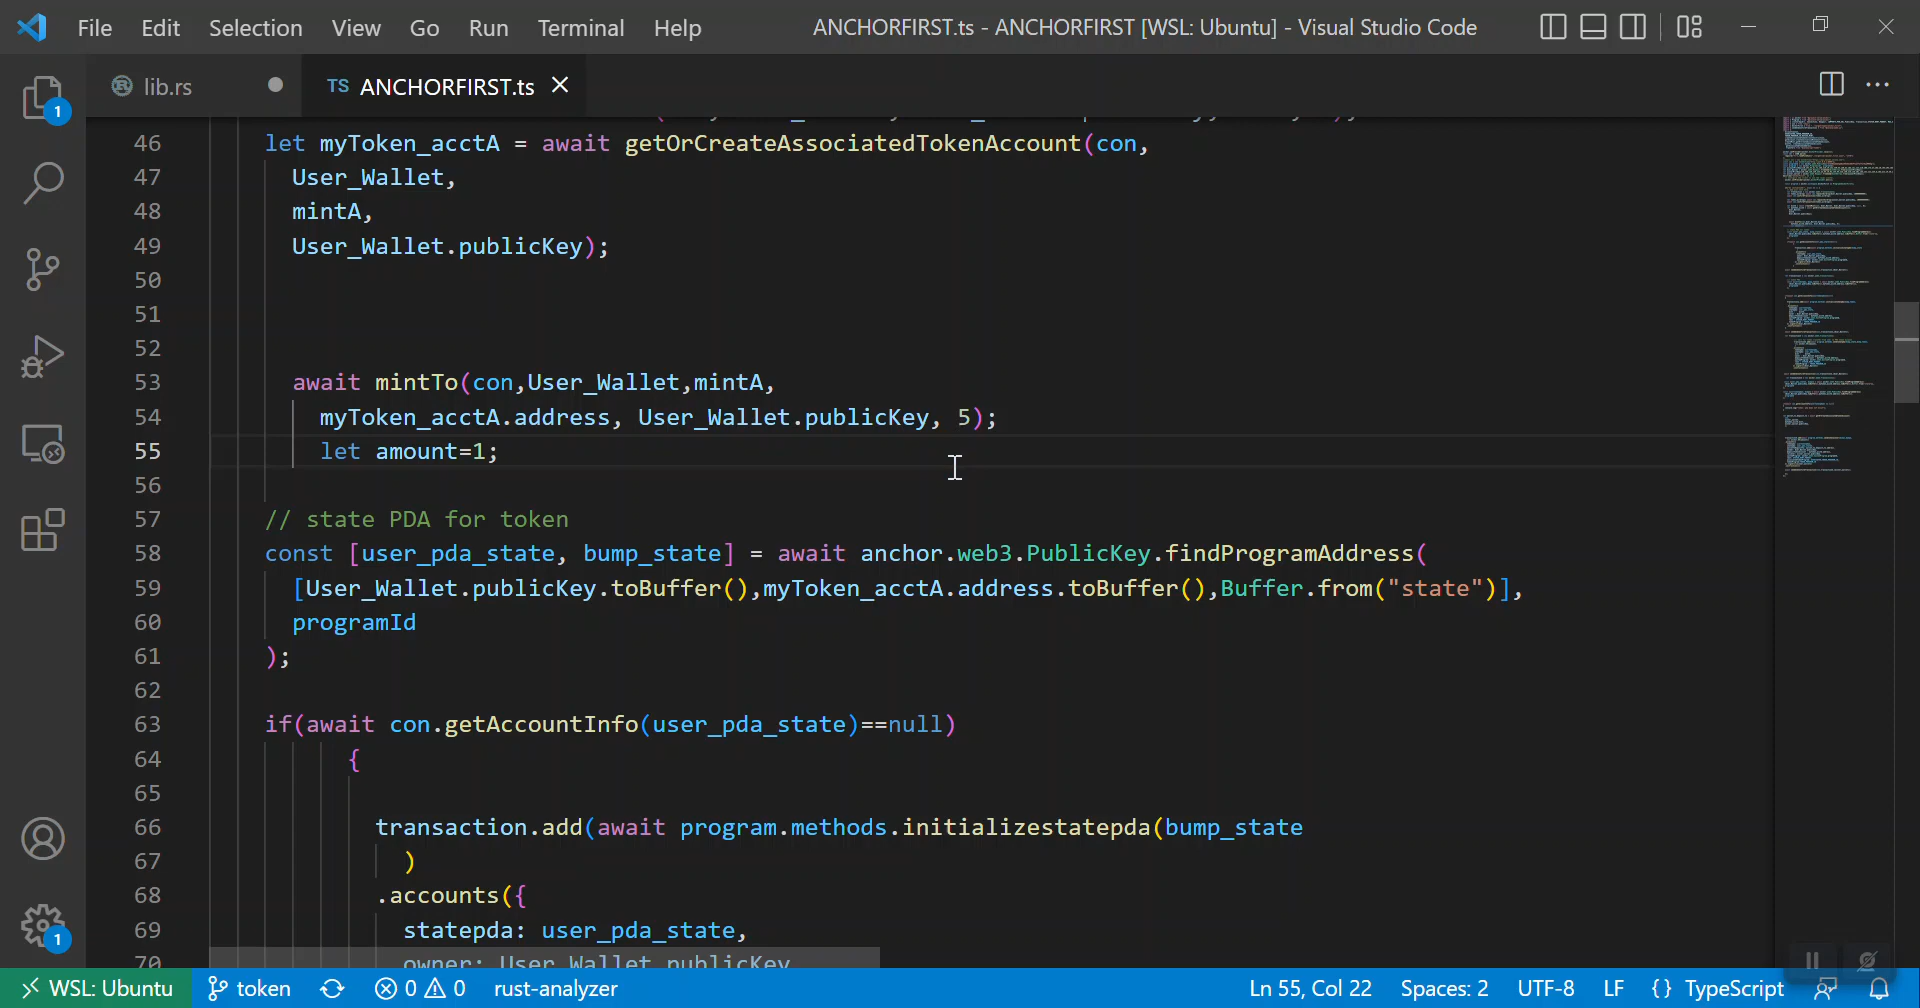 File Edit Selection View Go Run Terminal Help ANCHORFIRST.ts - ANCHORFIRST [WSL: Ubuntu] - Visual Studio Code
lib.rs TS ANCHORFIRST.ts
46 let myToken_acctA = await getOrCreateAssociatedTokenAccount(con,
47 User_Wallet,
48 mintA,
49 User_Wallet.publicKey);
50
51
52
53 await mintTo(con,User_Wallet,mintA,
54 myToken_acctA.address, User_Wallet.publicKey, 5);
55 let amount=1;
56
57 // state PDA for token
58 const [user_pda_state, bump_state] = await anchor.web3.PublicKey.findProgramAddress(
59 [User_Wallet.publicKey.toBuffer(),myToken_acctA.address.toBuffer(),Buffer.from("state")],
60 programId
61 );
62
63 if(await con.getAccountInfo(user_pda_state)==null)
64 {
65
66 transaction.add(await program.methods.initializestatepda(bump_state
67 )
68 .accounts({
69 statepda: user_pda_state,
70 owner: User_Wallet.publicKey
1
1
WSL: Ubuntu token 0 0 rust-analyzer Ln 55, Col 22 Spaces: 2 UTF-8 LF {} TypeScript